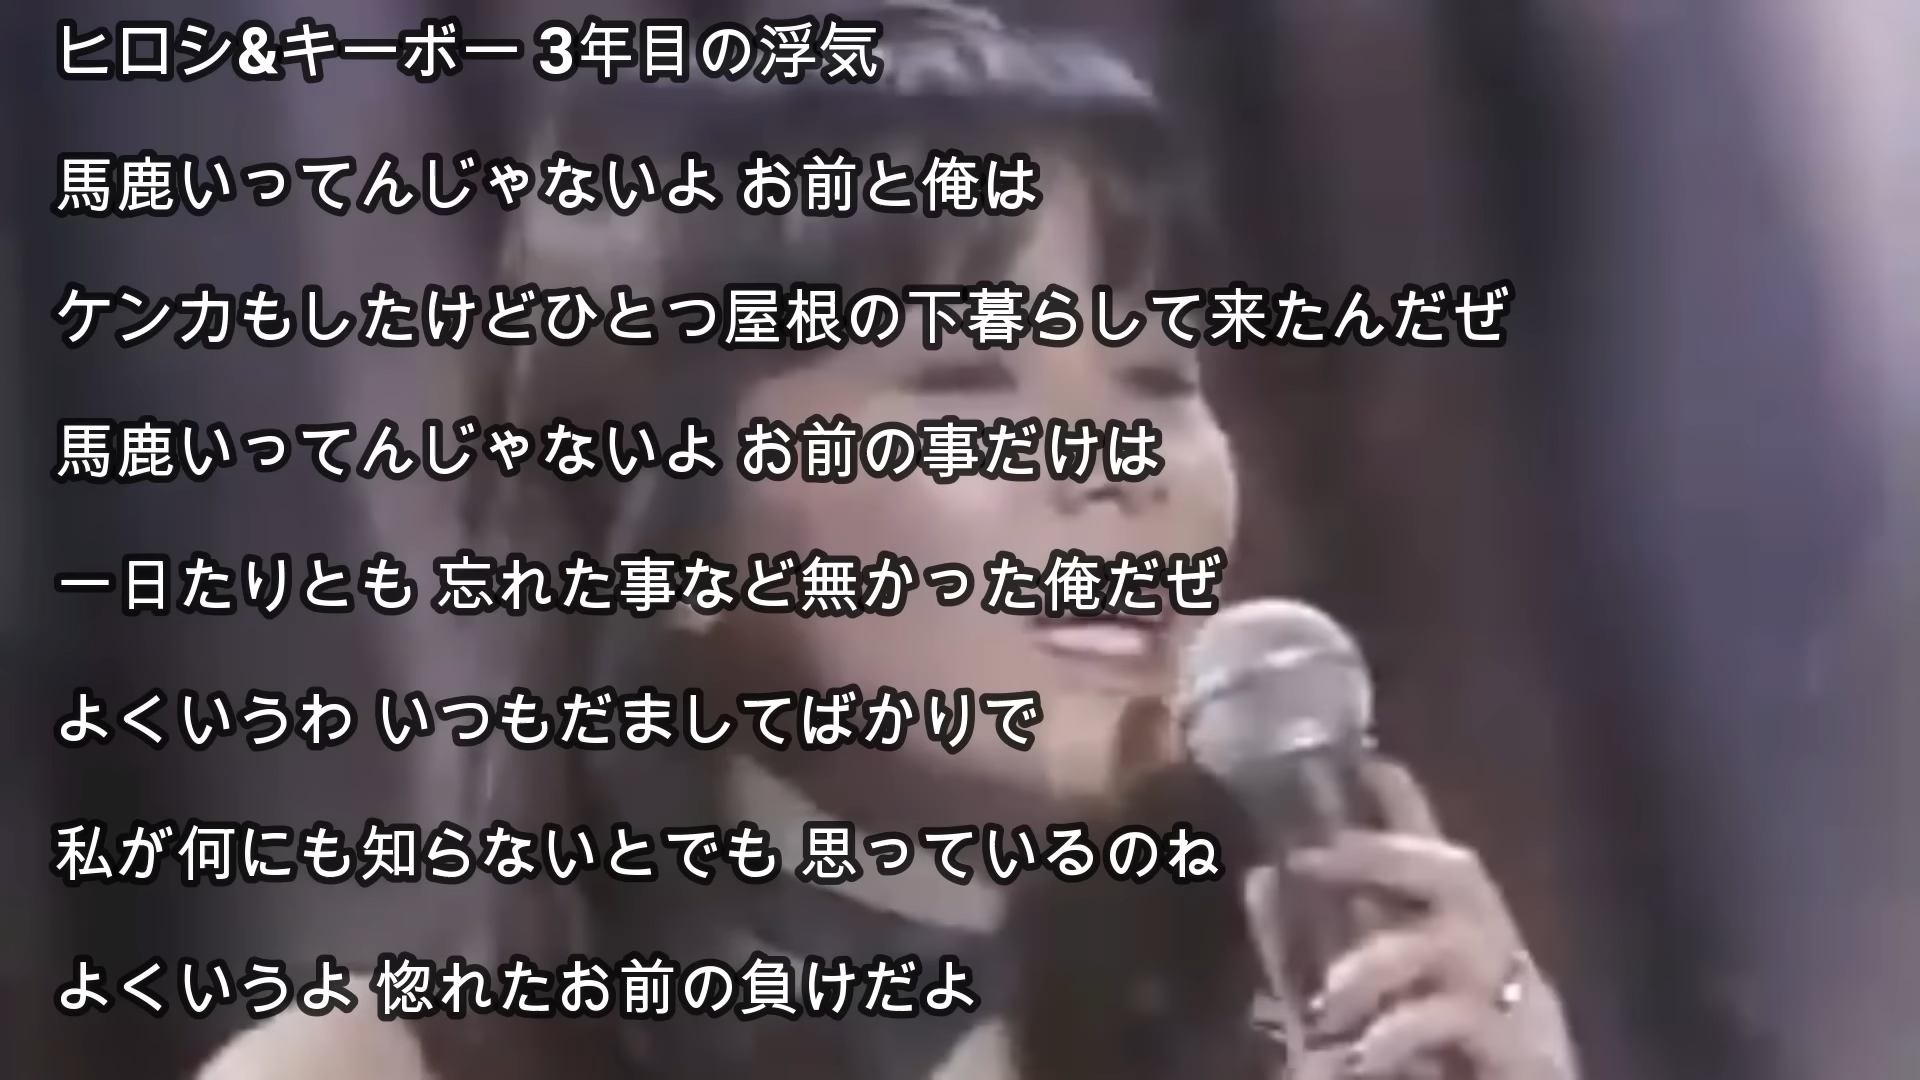 ヒロシ&キーボー 3年目の浮気
馬鹿いってんじゃないよ お前と俺は
ケンカもしたけどひとつ屋根の下暮らして来たんだぜ
馬鹿いってんじゃないよ お前の事だけは
一日たりとも 忘れた事など無かった俺だぜ
よくいうわ いつもだましてばかりで
私が何にも知らないとでも 思っているのね
よくいうよ 惚れたお前の負けだよ